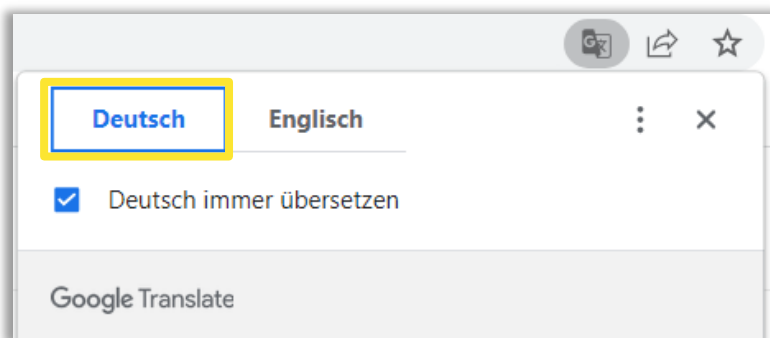 Deutsch Englisch
Deutsch immer übersetzen
Google Translate